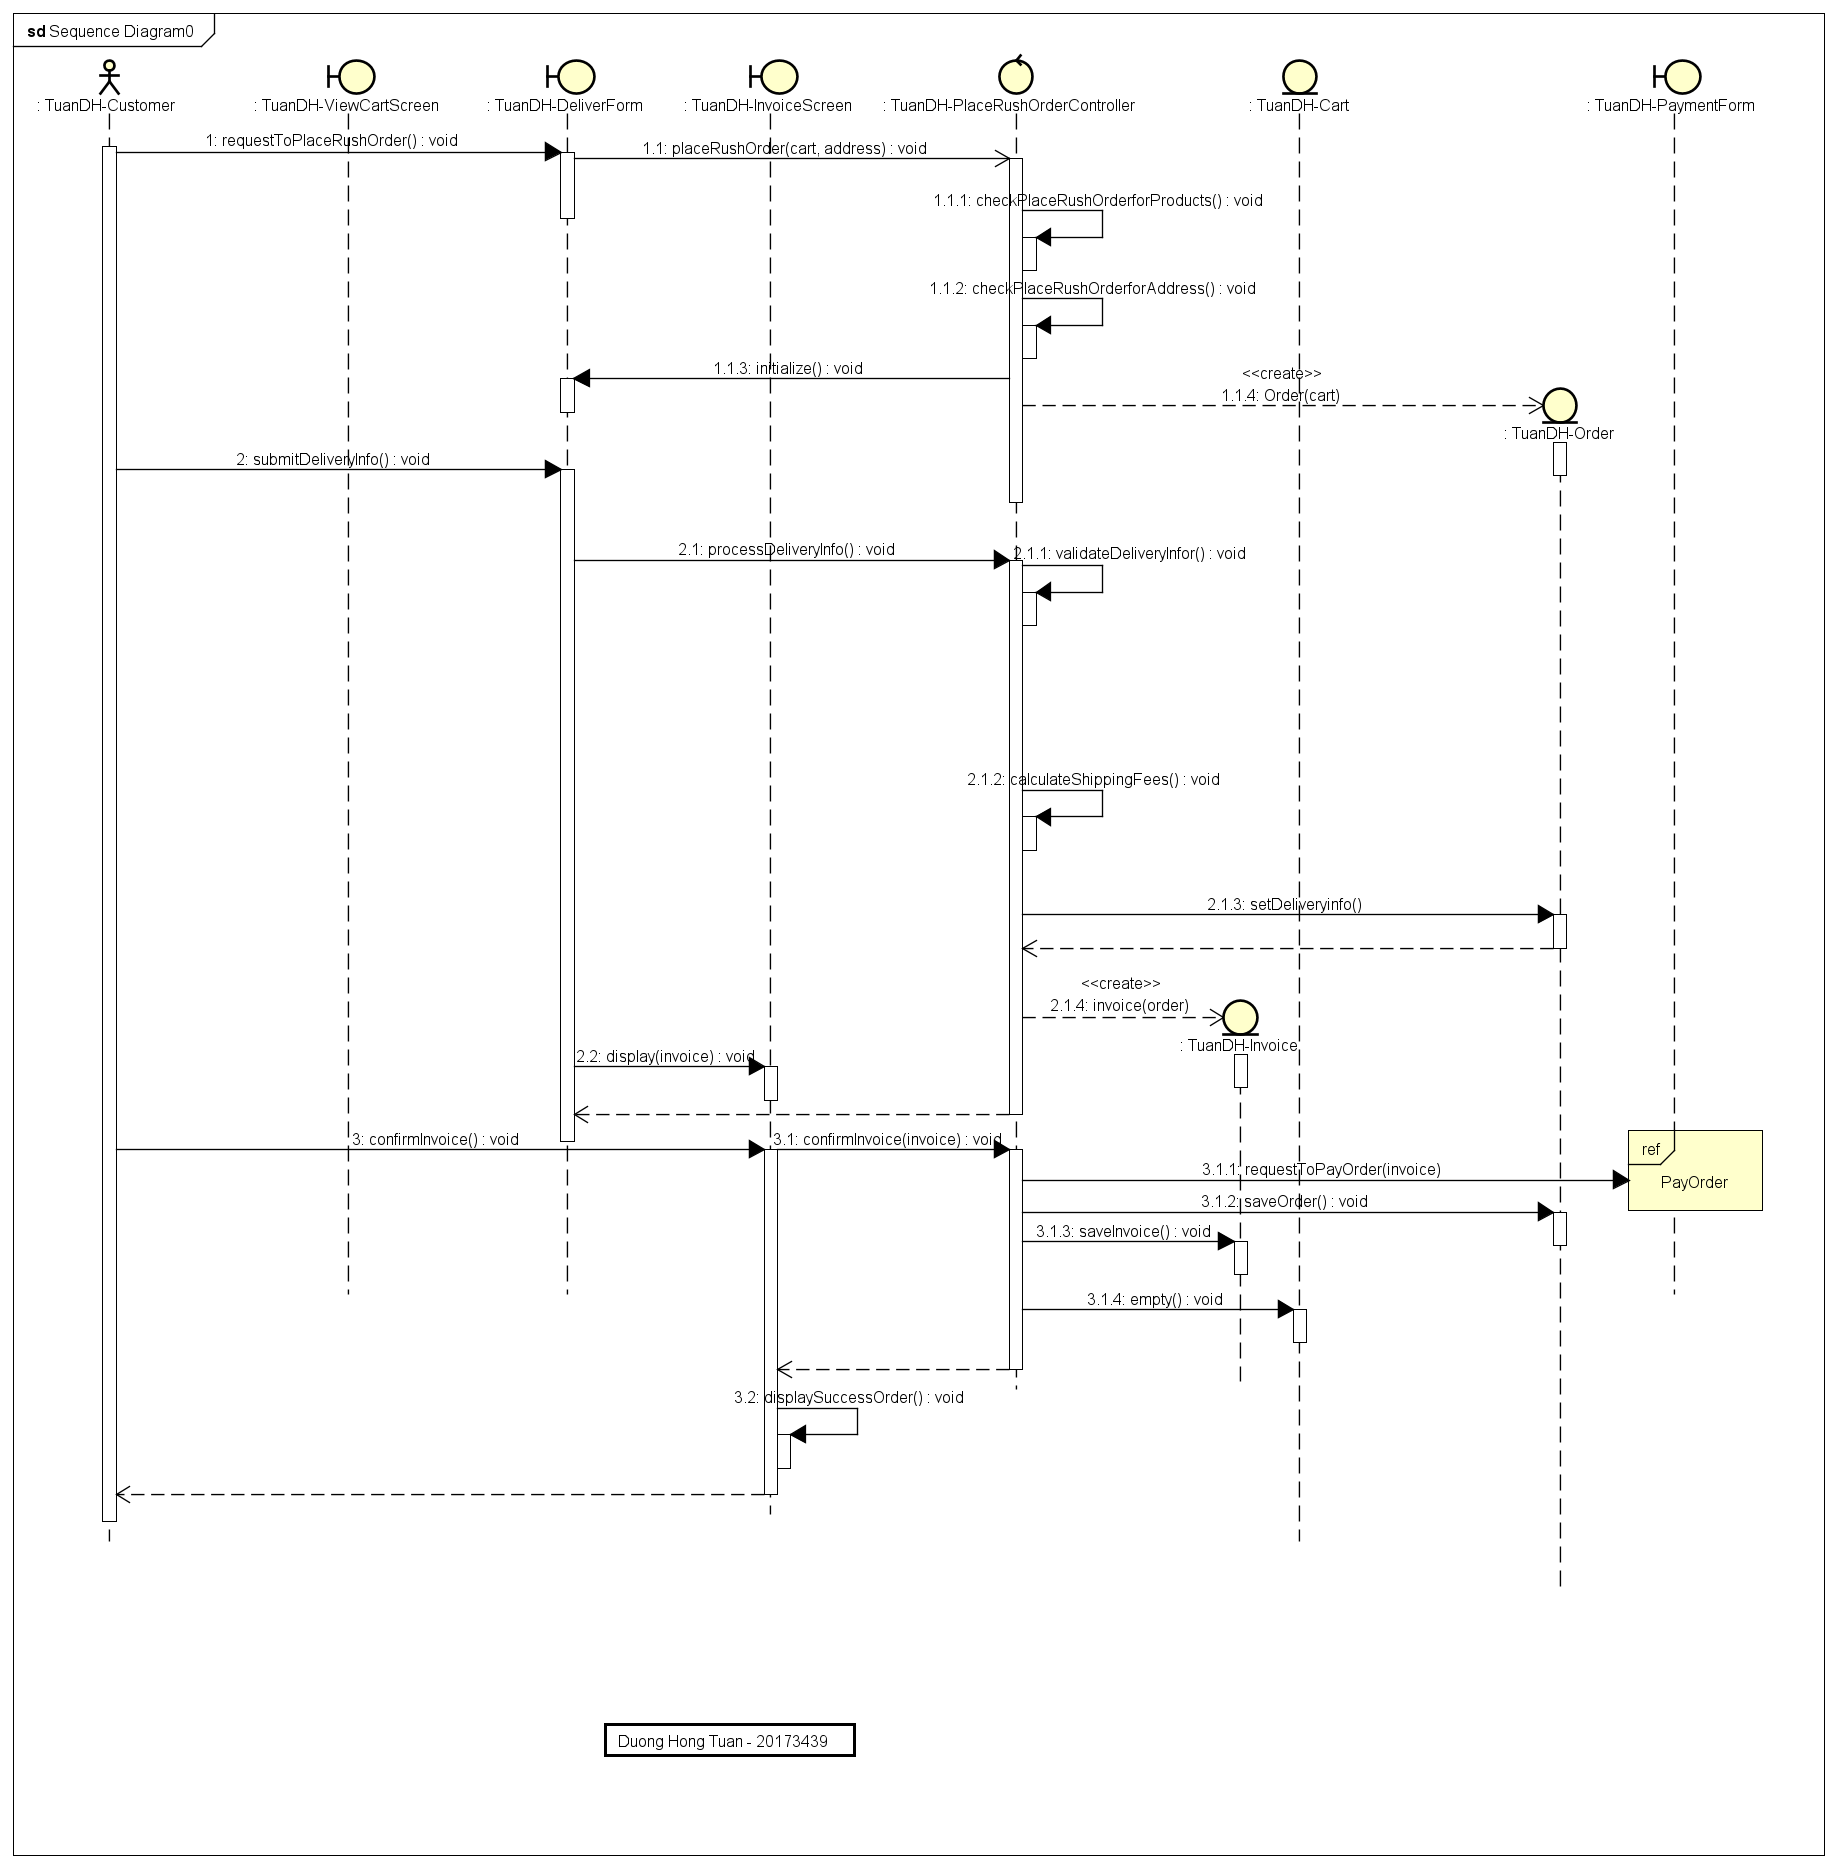 sd Sequence Diagram0
: TuanDH-Customer
: TuanDH-ViewCartScreen
: TuanDH-DeliverForm
: TuanDH-InvoiceScreen
: TuanDH-PlaceRushOrderController
: TuanDH-Cart
: TuanDH-PaymentForm
1: requestToPlaceRushOrder() : void
1.1: placeRushOrder(cart, address) : void
1.1.1: checkPlaceRushOrderforProducts() : void
1.1.2: checkPlaceRushOrderforAddress() : void
1.1.3: initialize() : void
<<create>>
1.1.4: Order(cart)
: TuanDH-Order
2: submitDeliveryInfo() : void
2.1: processDeliveryInfo() : void
2.1.1: validateDeliveryInfor() : void
2.1.2: calculateShippingFees() : void
2.1.3: setDeliveryinfo()
<<create>>
2.1.4: invoice(order)
: TuanDH-Invoice
2.2: display(invoice) : void
3: confirmInvoice() : void
3.1: confirmInvoice(invoice) : void
ref
PayOrder
3.1.1: requestToPayOrder(invoice)
3.1.2: saveOrder() : void
3.1.3: saveInvoice() : void
3.1.4: empty() : void
3.2: displaySuccessOrder() : void
Duong Hong Tuan - 20173439